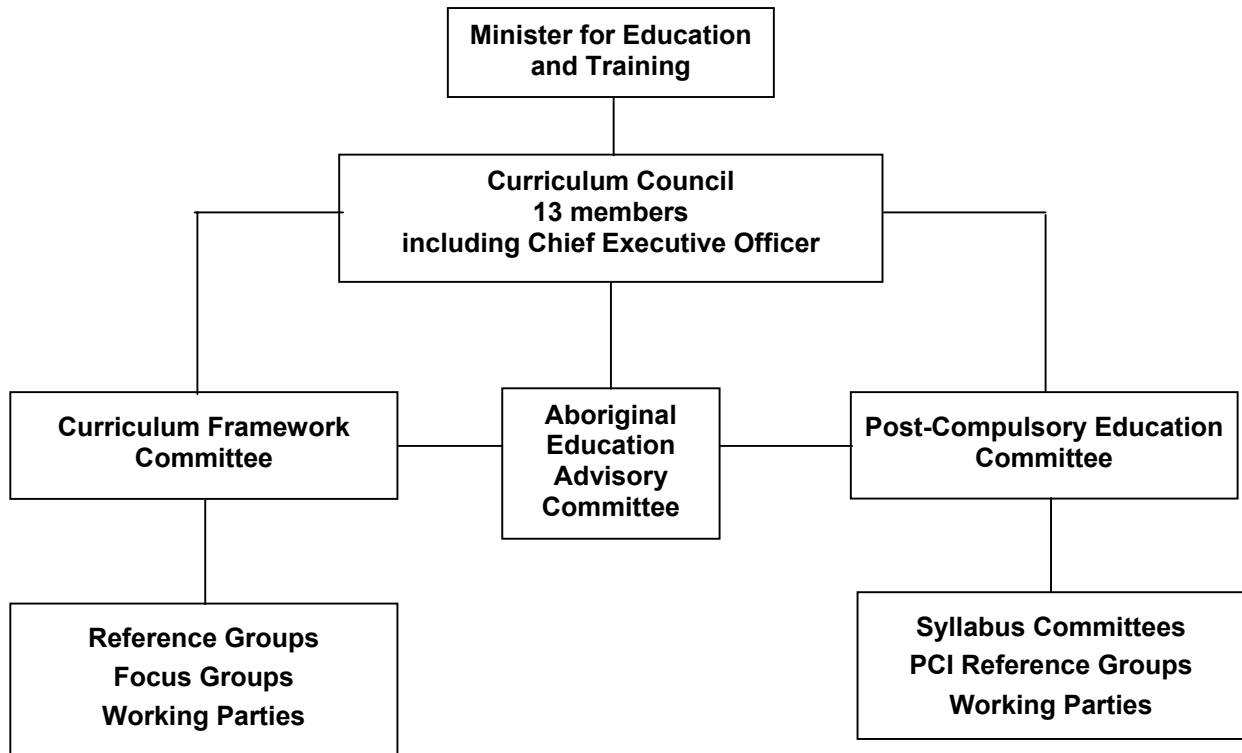 Minister for Education
and Training
Curriculum Council
13 members
including Chief Executive Officer
Curriculum Framework
Committee
Aboriginal
Education
Advisory
Committee
Post-Compulsory Education
Committee
Reference Groups
Focus Groups
Working Parties
Syllabus Committees
PCI Reference Groups
Working Parties